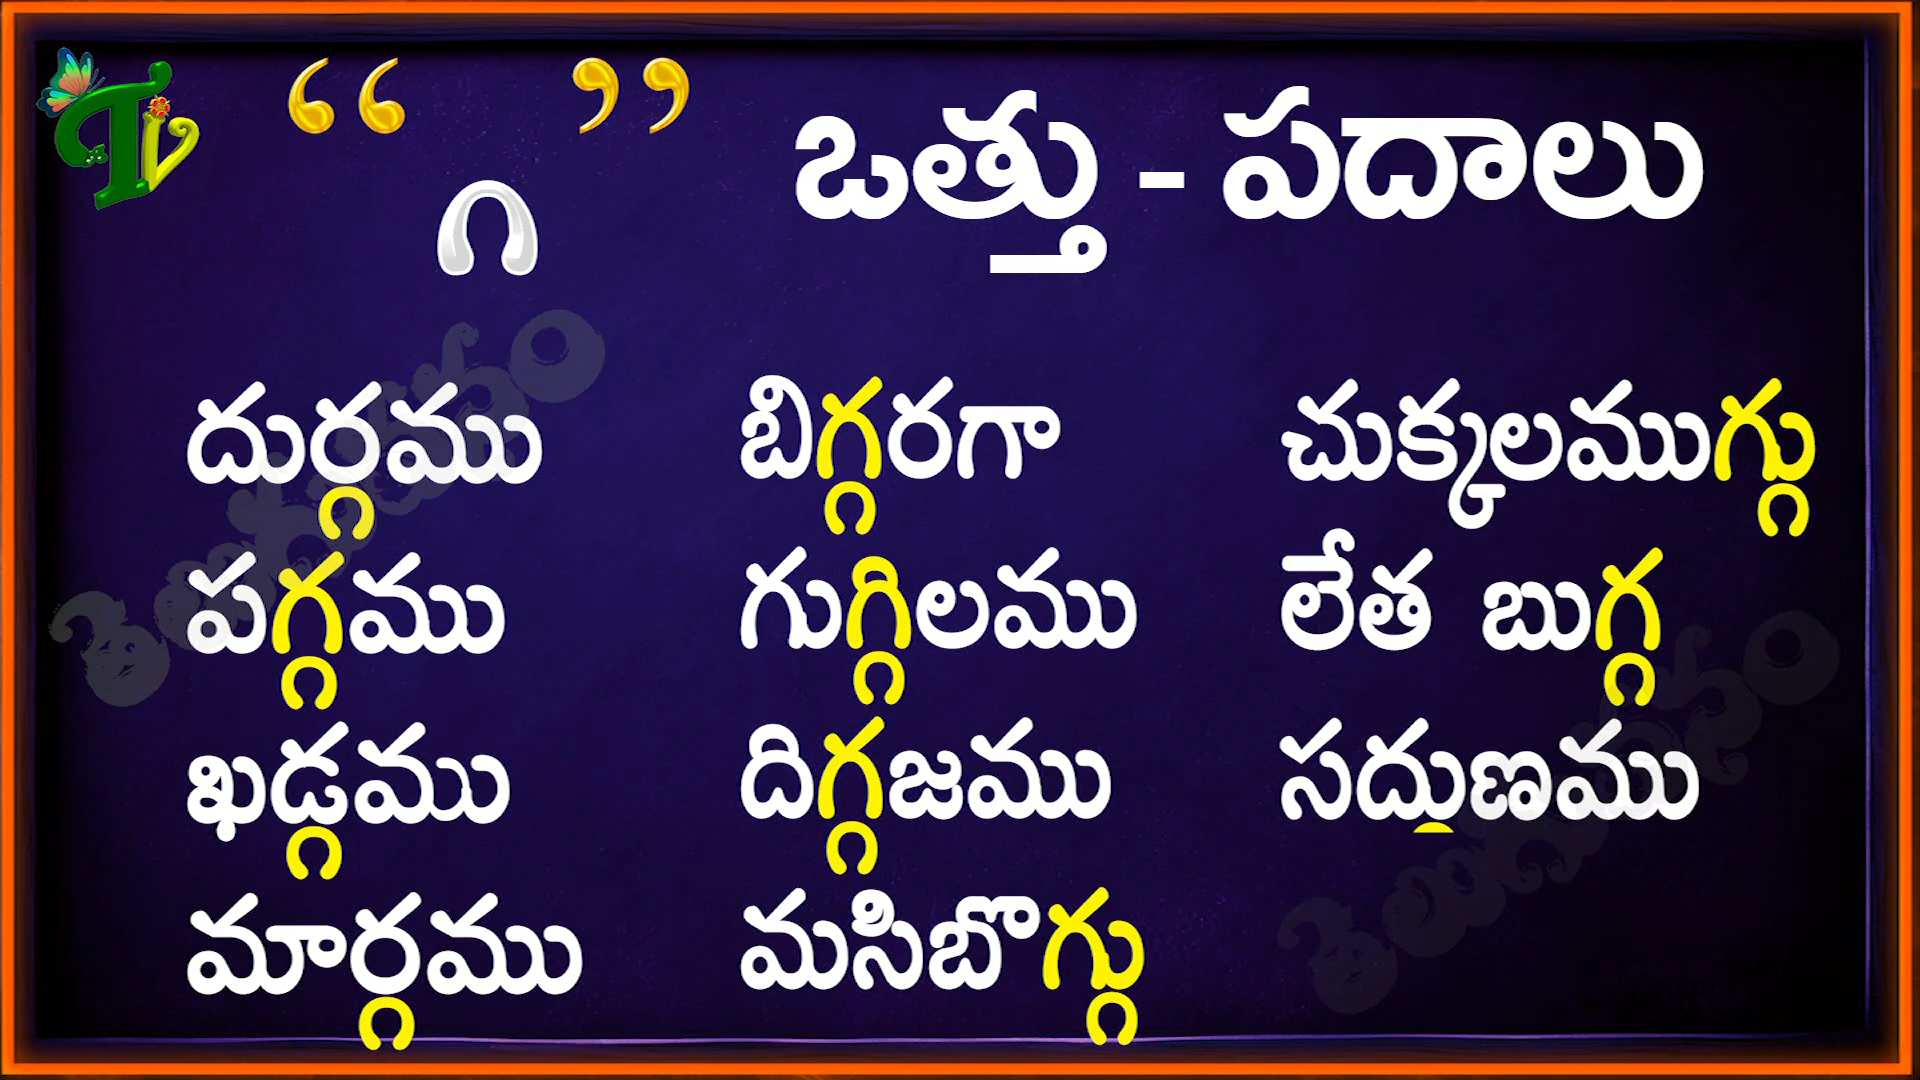 “ ్గ ” ఒత్తు - పదాలు
దుర్గము బిగ్గరగా చుక్కలముగ్గు
పగ్గము గుగ్గిలము లేత బుగ్గ
ఖడ్గము దిగ్గజము సద్గుణము
మార్గము మసిబొగ్గు